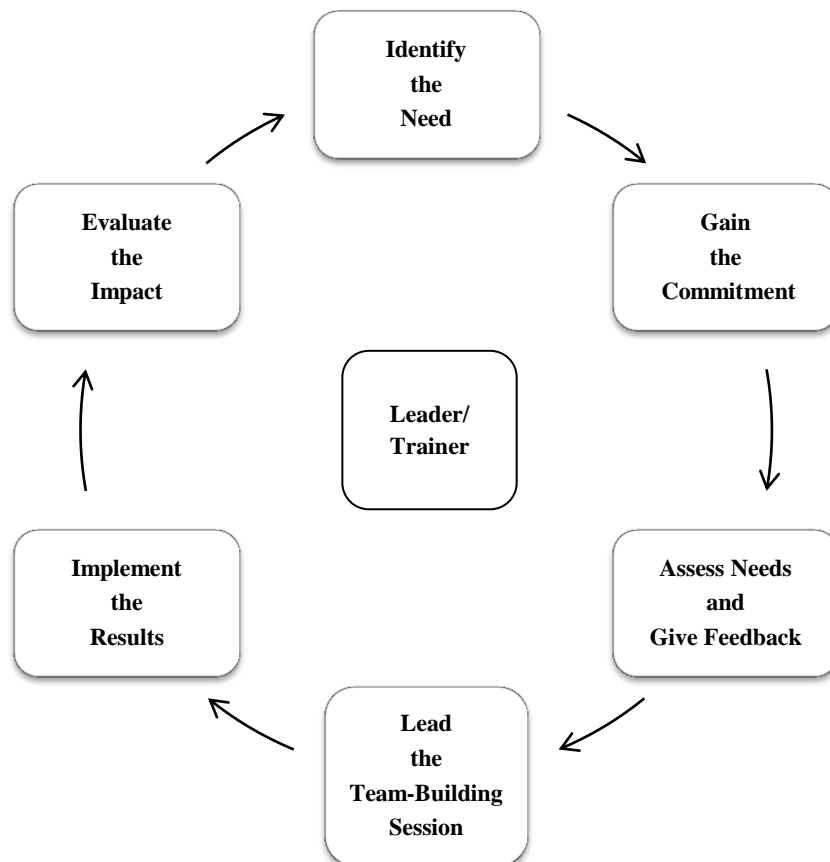 Identify
the
Need
Gain
the
Commitment
Assess Needs
and
Give Feedback
Lead
the
Team-Building
Session
Implement
the
Results
Evaluate
the
Impact
Leader/
Trainer